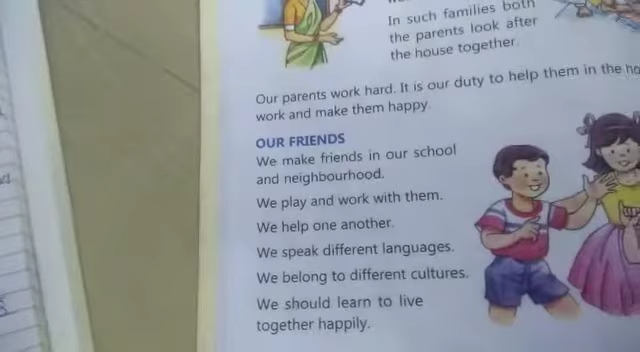 In such families both
the parents look after
the house together.
Our parents work hard. It is our duty to help them in the
work and make them happy.
OUR FRIENDS
We make friends in our school
and neighbourhood.
We play and work with them.
We help one another.
We speak different languages.
We belong to different cultures.
We should learn to live
together happily.